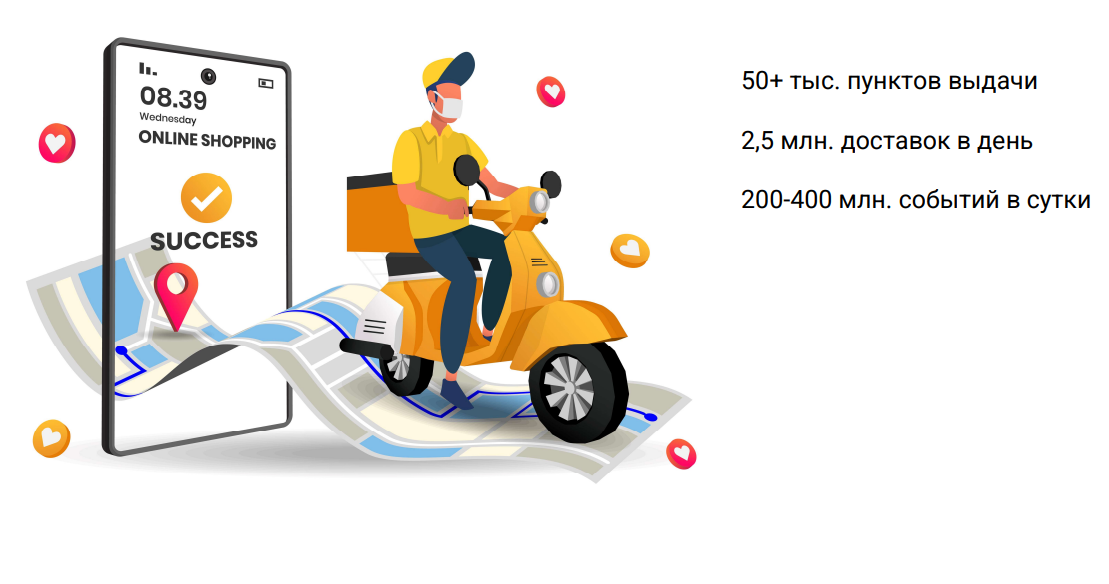 08.39
Wednesday
ONLINE SHOPPING
SUCCESS
50+ тыс. пунктов выдачи
2,5 млн. доставок в день
200-400 млн. событий в сутки